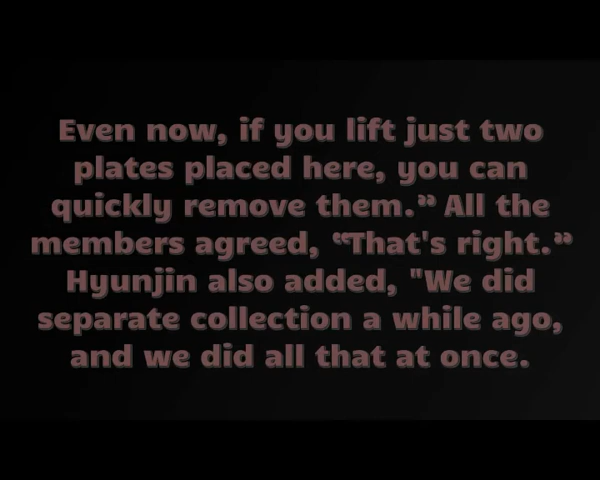 Even now, if you lift just two
plates placed here, you can
quickly remove them.” All the
members agreed, “That's right.”
Hyunjin also added, "We did
separate collection a while ago,
and we did all that at once.